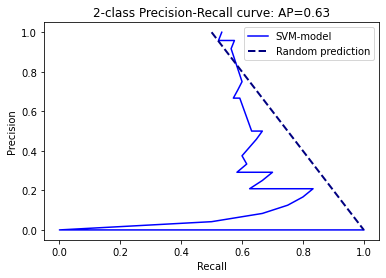 2-class Precision-Recall curve: AP=0.63
SVM-model
Random prediction
Precision
1.0
0.8
0.6
0.4
0.2
0.0
0.0 0.2 0.4 0.6 0.8 1.0
Recall